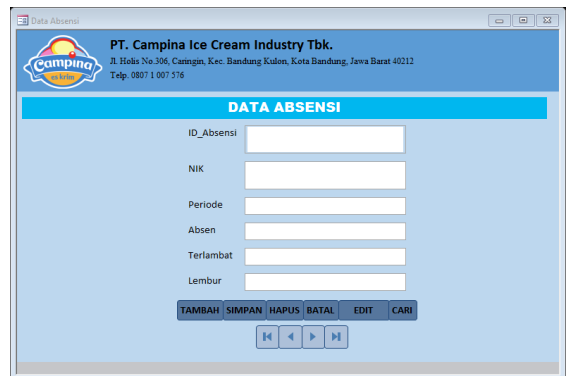 Data Absensi
Campina
es krim
PT. Campina Ice Cream Industry Tbk.
Jl. Holis No.306, Caringin, Kec. Bandung Kulon, Kota Bandung, Jawa Barat 40212
Telp. 0807 1 007 576
DATA ABSENSI
ID_Absensi
NIK
Periode
Absen
Terlambat
Lembur
TAMBAH SIMPAN HAPUS BATAL EDIT CARI